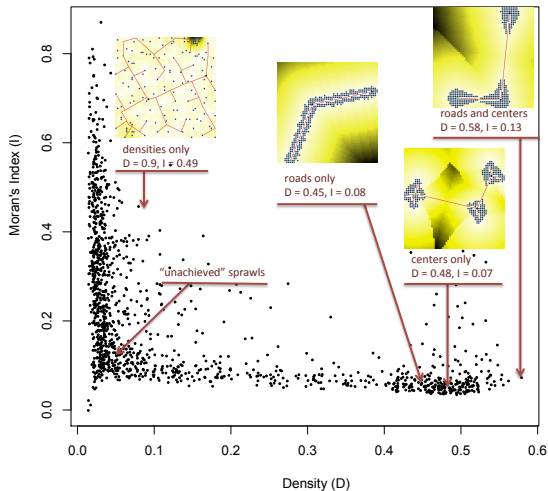 densities only
D = 0.9, I = 0.49
roads only
D = 0.45, I = 0.08
roads and centers
D = 0.58, I = 0.13
centers only
D = 0.48, I = 0.07
"unachieved" sprawls
Moran's Index (I)
0.8
0.6
0.4
0.2
0.0
0.0
0.1
0.2
0.3
0.4
0.5
0.6
Density (D)